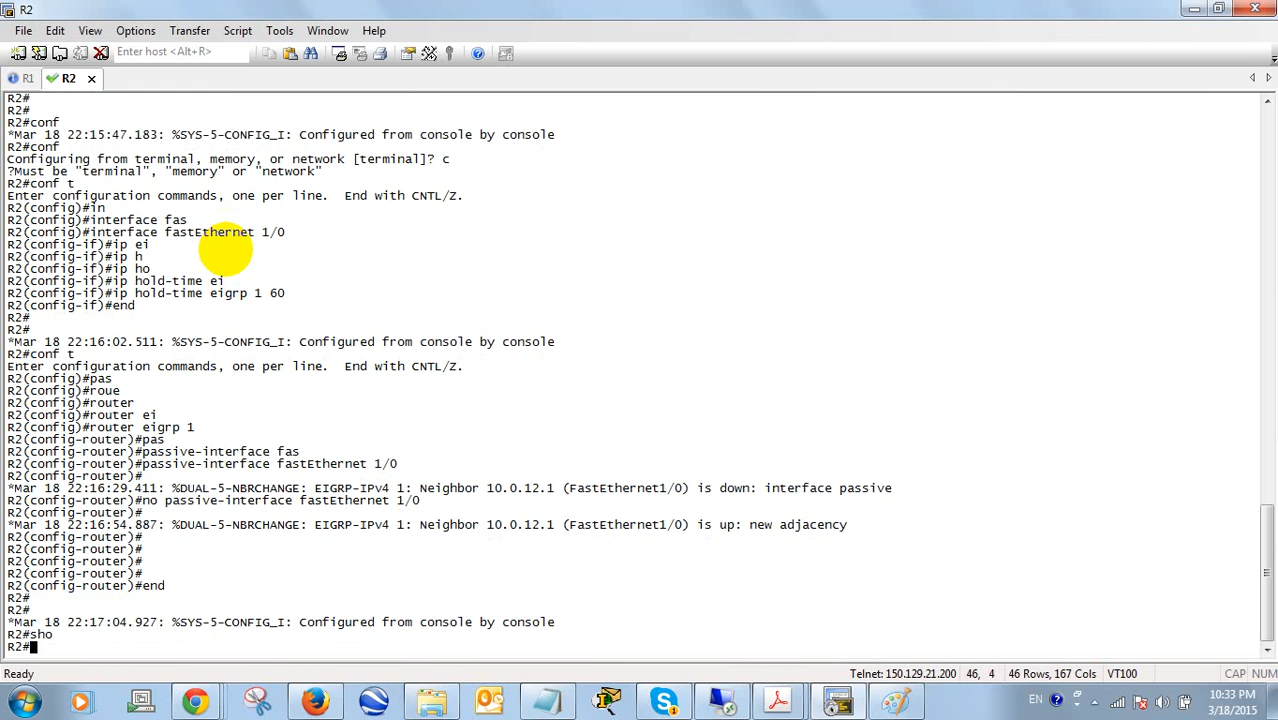 R2
File Edit View Options Transfer Script Tools Window Help
Enter host <Alt+R>
R1 R2
R2#
R2#
R2#conf
*Mar 18 22:15:47.183: %SYS-5-CONFIG_I: Configured from console by console
R2#conf
Configuring from terminal, memory, or network [terminal]? c
?Must be "terminal", "memory" or "network"
R2#conf t
Enter configuration commands, one per line.  End with CNTL/Z.
R2(config)#in
R2(config)#interface fas
R2(config)#interface fastEthernet 1/0
R2(config-if)#ip ei
R2(config-if)#ip h
R2(config-if)#ip ho
R2(config-if)#ip hold-time ei
R2(config-if)#ip hold-time eigrp 1 60
R2(config-if)#end
R2#
R2#
*Mar 18 22:16:02.511: %SYS-5-CONFIG_I: Configured from console by console
R2#conf t
Enter configuration commands, one per line.  End with CNTL/Z.
R2(config)#pas
R2(config)#roue
R2(config)#router
R2(config)#router ei
R2(config)#router eigrp 1
R2(config-router)#pas
R2(config-router)#passive-interface fas
R2(config-router)#passive-interface fastEthernet 1/0
R2(config-router)#
*Mar 18 22:16:29.411: %DUAL-5-NBRCHANGE: EIGRP-IPv4 1: Neighbor 10.0.12.1 (FastEthernet1/0) is down: interface passive
R2(config-router)#no passive-interface fastEthernet 1/0
R2(config-router)#
*Mar 18 22:16:54.887: %DUAL-5-NBRCHANGE: EIGRP-IPv4 1: Neighbor 10.0.12.1 (FastEthernet1/0) is up: new adjacency
R2(config-router)#
R2(config-router)#
R2(config-router)#
R2(config-router)#
R2(config-router)#end
R2#
R2#
*Mar 18 22:17:04.927: %SYS-5-CONFIG_I: Configured from console by console
R2#sho
R2#
Ready Telnet: 150.129.21.200 46, 4 46 Rows, 167 Cols VT100 CAP NUM
EN 10:33 PM
3/18/2015